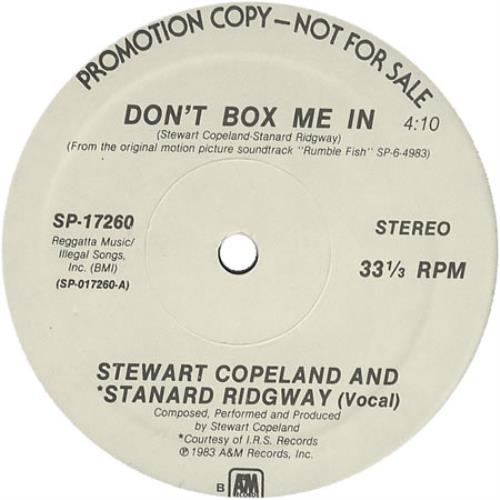 PROMOTION COPY — NOT FOR SALE
DON'T BOX ME IN 4:10
(Stewart Copeland-Stanard Ridgway)
(From the original motion picture soundtrack "Rumble Fish" SP-6-4983)
SP-17260
Reggatta Music/
Illegal Songs,
Inc. (BMI)
(SP-017260-A)
STEREO
33 1/3 RPM
STEWART COPELAND AND
*STANARD RIDGWAY (Vocal)
Composed, Performed and Produced
by Stewart Copeland
*Courtesy of I.R.S. Records
℗ 1983 A&M Records, Inc.
B A&M
RECORDS